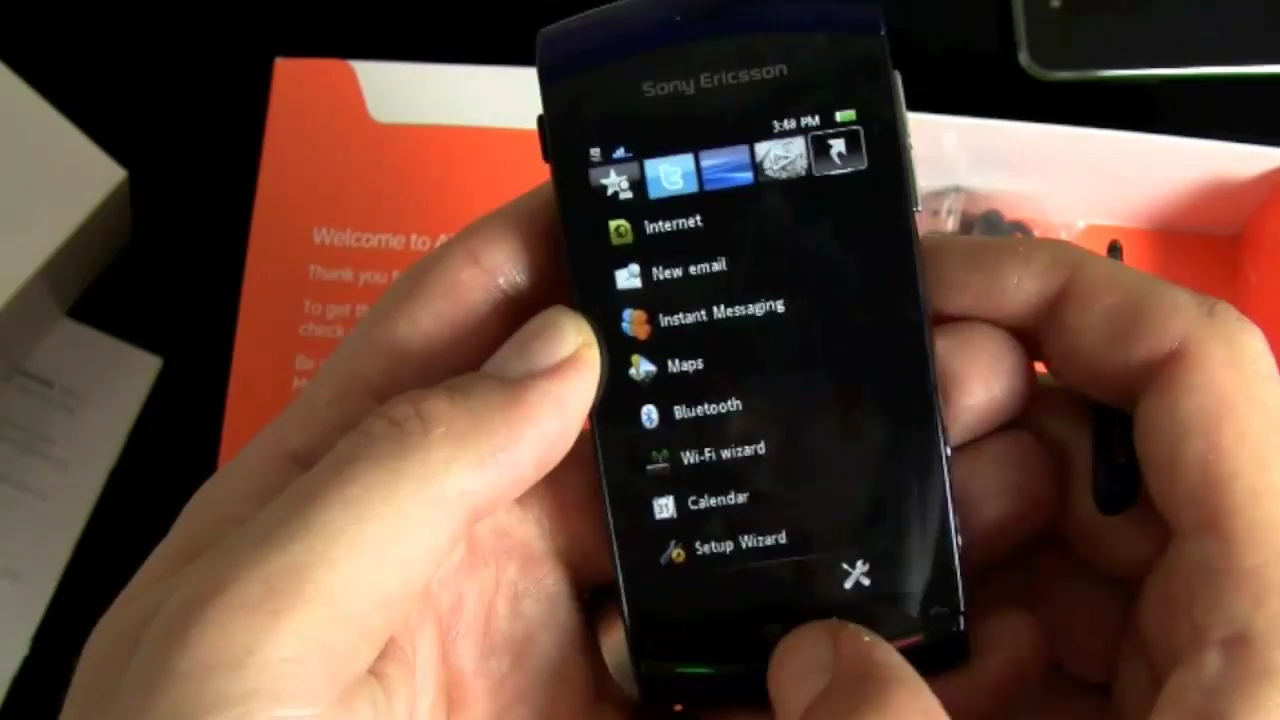 Sony Ericsson
3:48 PM
Internet
New email
Instant Messaging
Maps
Bluetooth
Wi-Fi wizard
31
Calendar
Setup Wizard
Welcome to
Thank you
To get
check